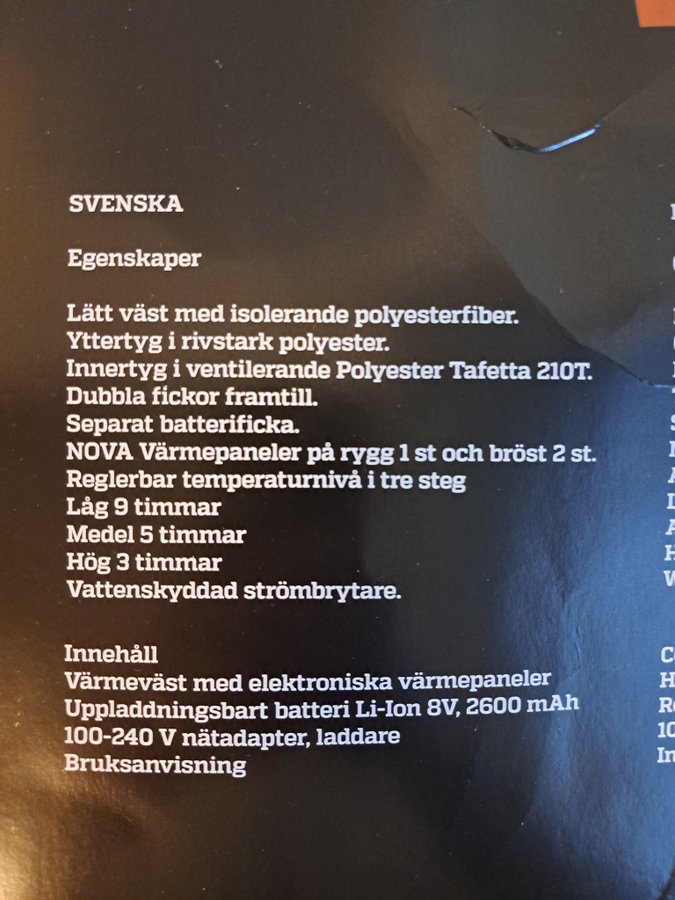 SVENSKA
Egenskaper
Lätt väst med isolerande polyesterfiber.
Yttertyg i rivstark polyester.
Innertyg i ventilerande Polyester Tafetta 210T.
Dubbla fickor framtill.
Separat batterificka.
NOVA Värmepaneler på rygg 1 st och bröst 2 st.
Reglerbar temperaturnivå i tre steg
Låg 9 timmar
Medel 5 timmar
Hög 3 timmar
Vattenskyddad strömbrytare.
Innehåll
Värmeväst med elektroniska värmepaneler
Uppladdningsbart batteri Li-Ion 8V, 2600 mAh
100-240 V nätadapter, laddare
Bruksanvisning